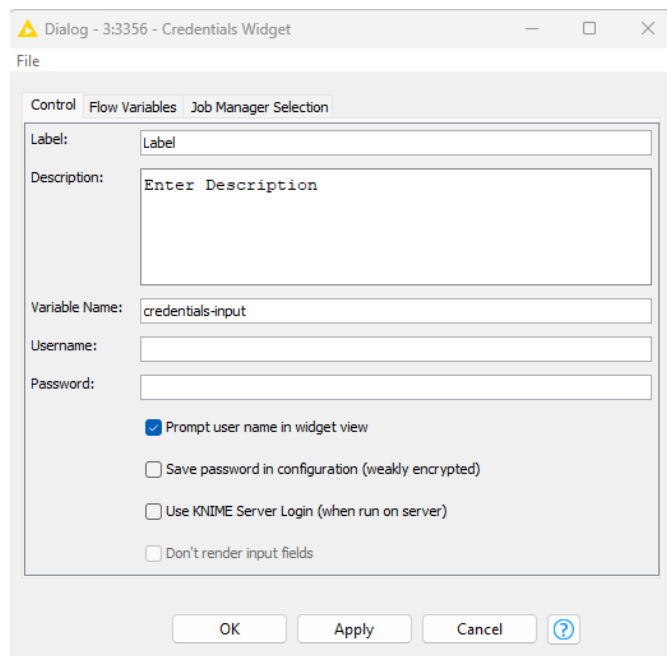 Dialog - 3:3356 - Credentials Widget
File
Control Flow Variables Job Manager Selection
Label: Label
Description: Enter Description
Variable Name: credentials-input
Username:
Password:
Prompt user name in widget view
Save password in configuration (weakly encrypted)
Use KNIME Server Login (when run on server)
Don't render input fields
OK Apply Cancel ?